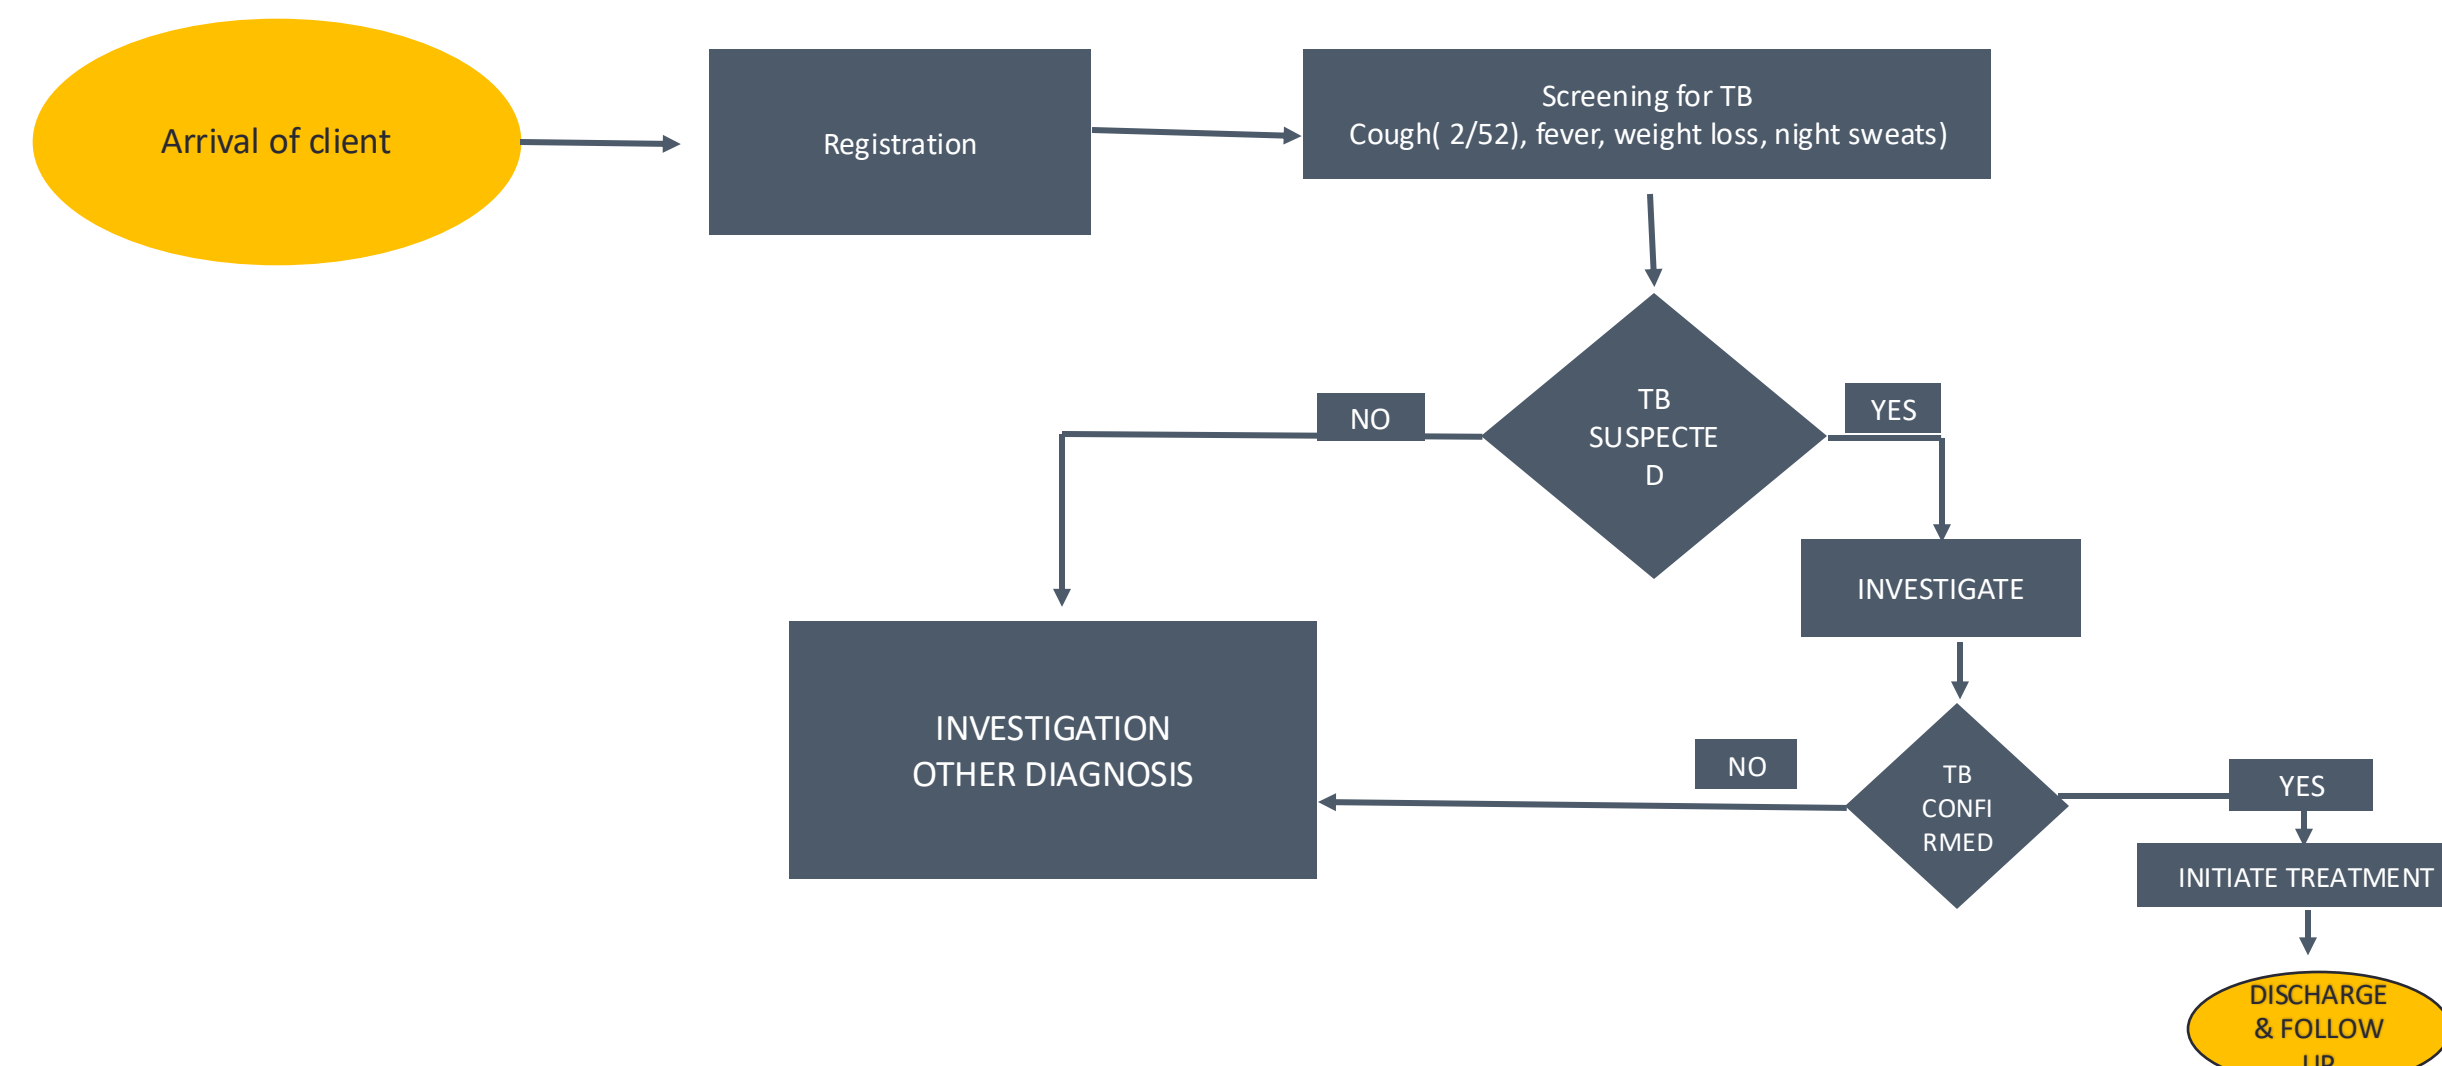 Arrival of client
Registration
Screening for TB
Cough( 2/52), fever, weight loss, night sweats)
TB
SUSPECTE
D
NO
YES
INVESTIGATE
INVESTIGATION
OTHER DIAGNOSIS
NO
TB
CONFI
RMED
YES
INITIATE TREATMENT
DISCHARGE
& FOLLOW
UP